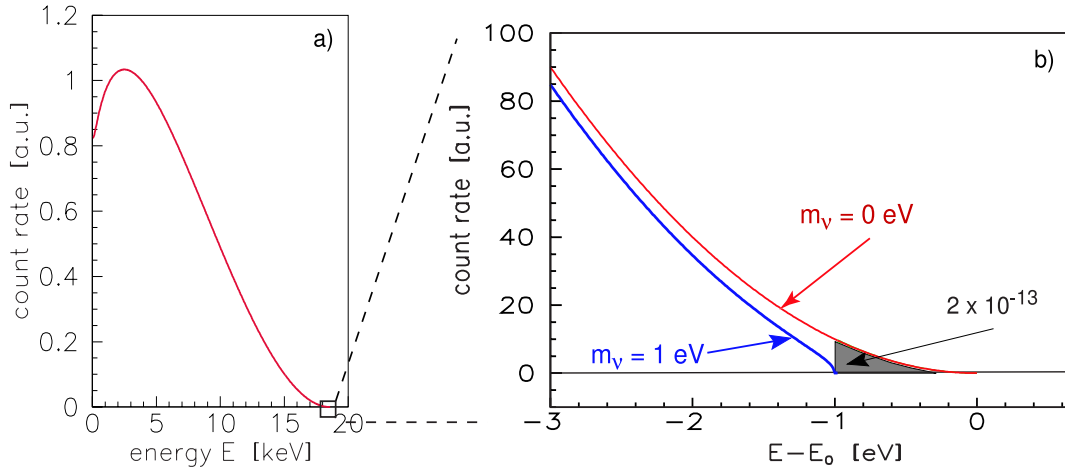 a)
count rate [a.u.]
1.2
1
0.8
0.6
0.4
0.2
0
0 5 10 15 20
energy E [keV]
b)
count rate [a.u.]
100
80
60
40
20
0
mν = 0 eV
2 x 10⁻¹³
mν = 1 eV
−3 −2 −1 0
E−E₀ [eV]